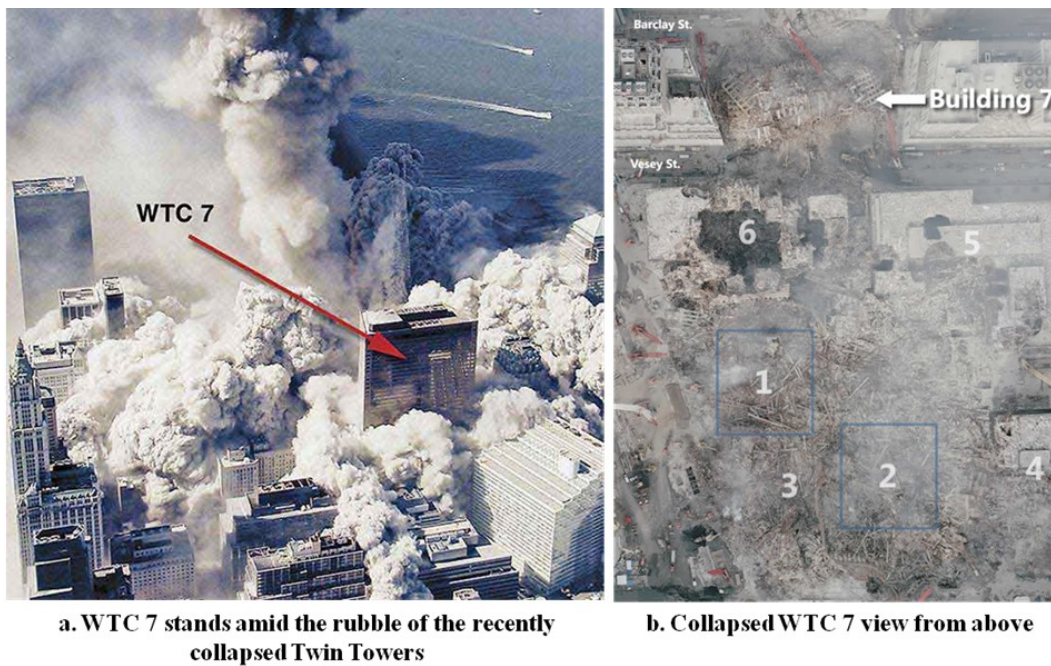 WTC 7
Barclay St.
Building 7
Vesey St.
6
5
1
2
3
4
a. WTC 7 stands amid the rubble of the recently
collapsed Twin Towers
b. Collapsed WTC 7 view from above